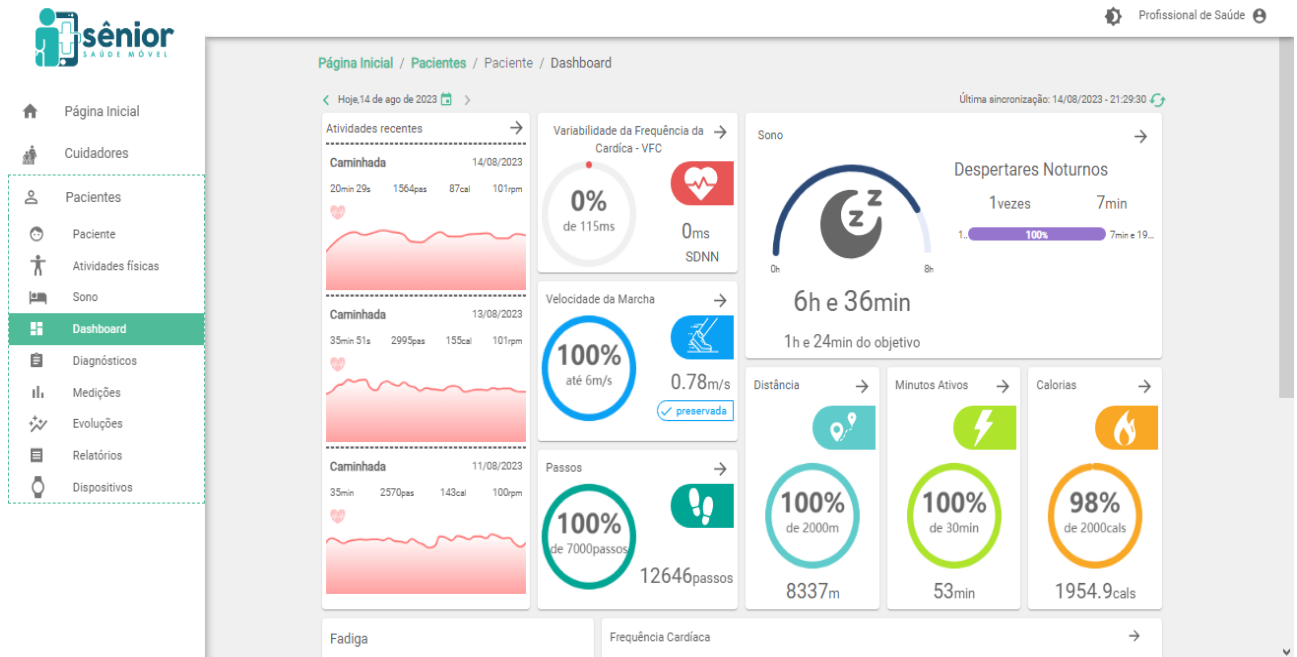 sênior
SAÚDE MÓVEL
Profissional de Saúde
Página Inicial
Cuidadores
Pacientes
Paciente
Atividades físicas
Sono
Dashboard
Diagnósticos
Medições
Evoluções
Relatórios
Dispositivos
Página Inicial / Pacientes / Paciente / Dashboard
Hoje,14 de ago de 2023
Última sincronização: 14/08/2023 - 21:29:30
Atividades recentes
Caminhada 14/08/2023
20min 29s 1564pas 87cal 101rpm
Caminhada 13/08/2023
35min 51s 2995pas 155cal 101rpm
Caminhada 11/08/2023
35min 2570pas 143cal 100rpm
Variabilidade da Frequência da
Cardíca - VFC
0%
de 115ms
0ms
SDNN
Velocidade da Marcha
100%
até 6m/s
0.78m/s
preservada
Passos
100%
de 7000passos
12646passos
Sono
z z
0h 8h
6h e 36min
1h e 24min do objetivo
Despertares Noturnos
1vezes 7min
1.. 100% 7min e 19...
Distância
100%
de 2000m
8337m
Minutos Ativos
100%
de 30min
53min
Calorias
98%
de 2000cals
1954.9cals
Fadiga
Frequência Cardíaca